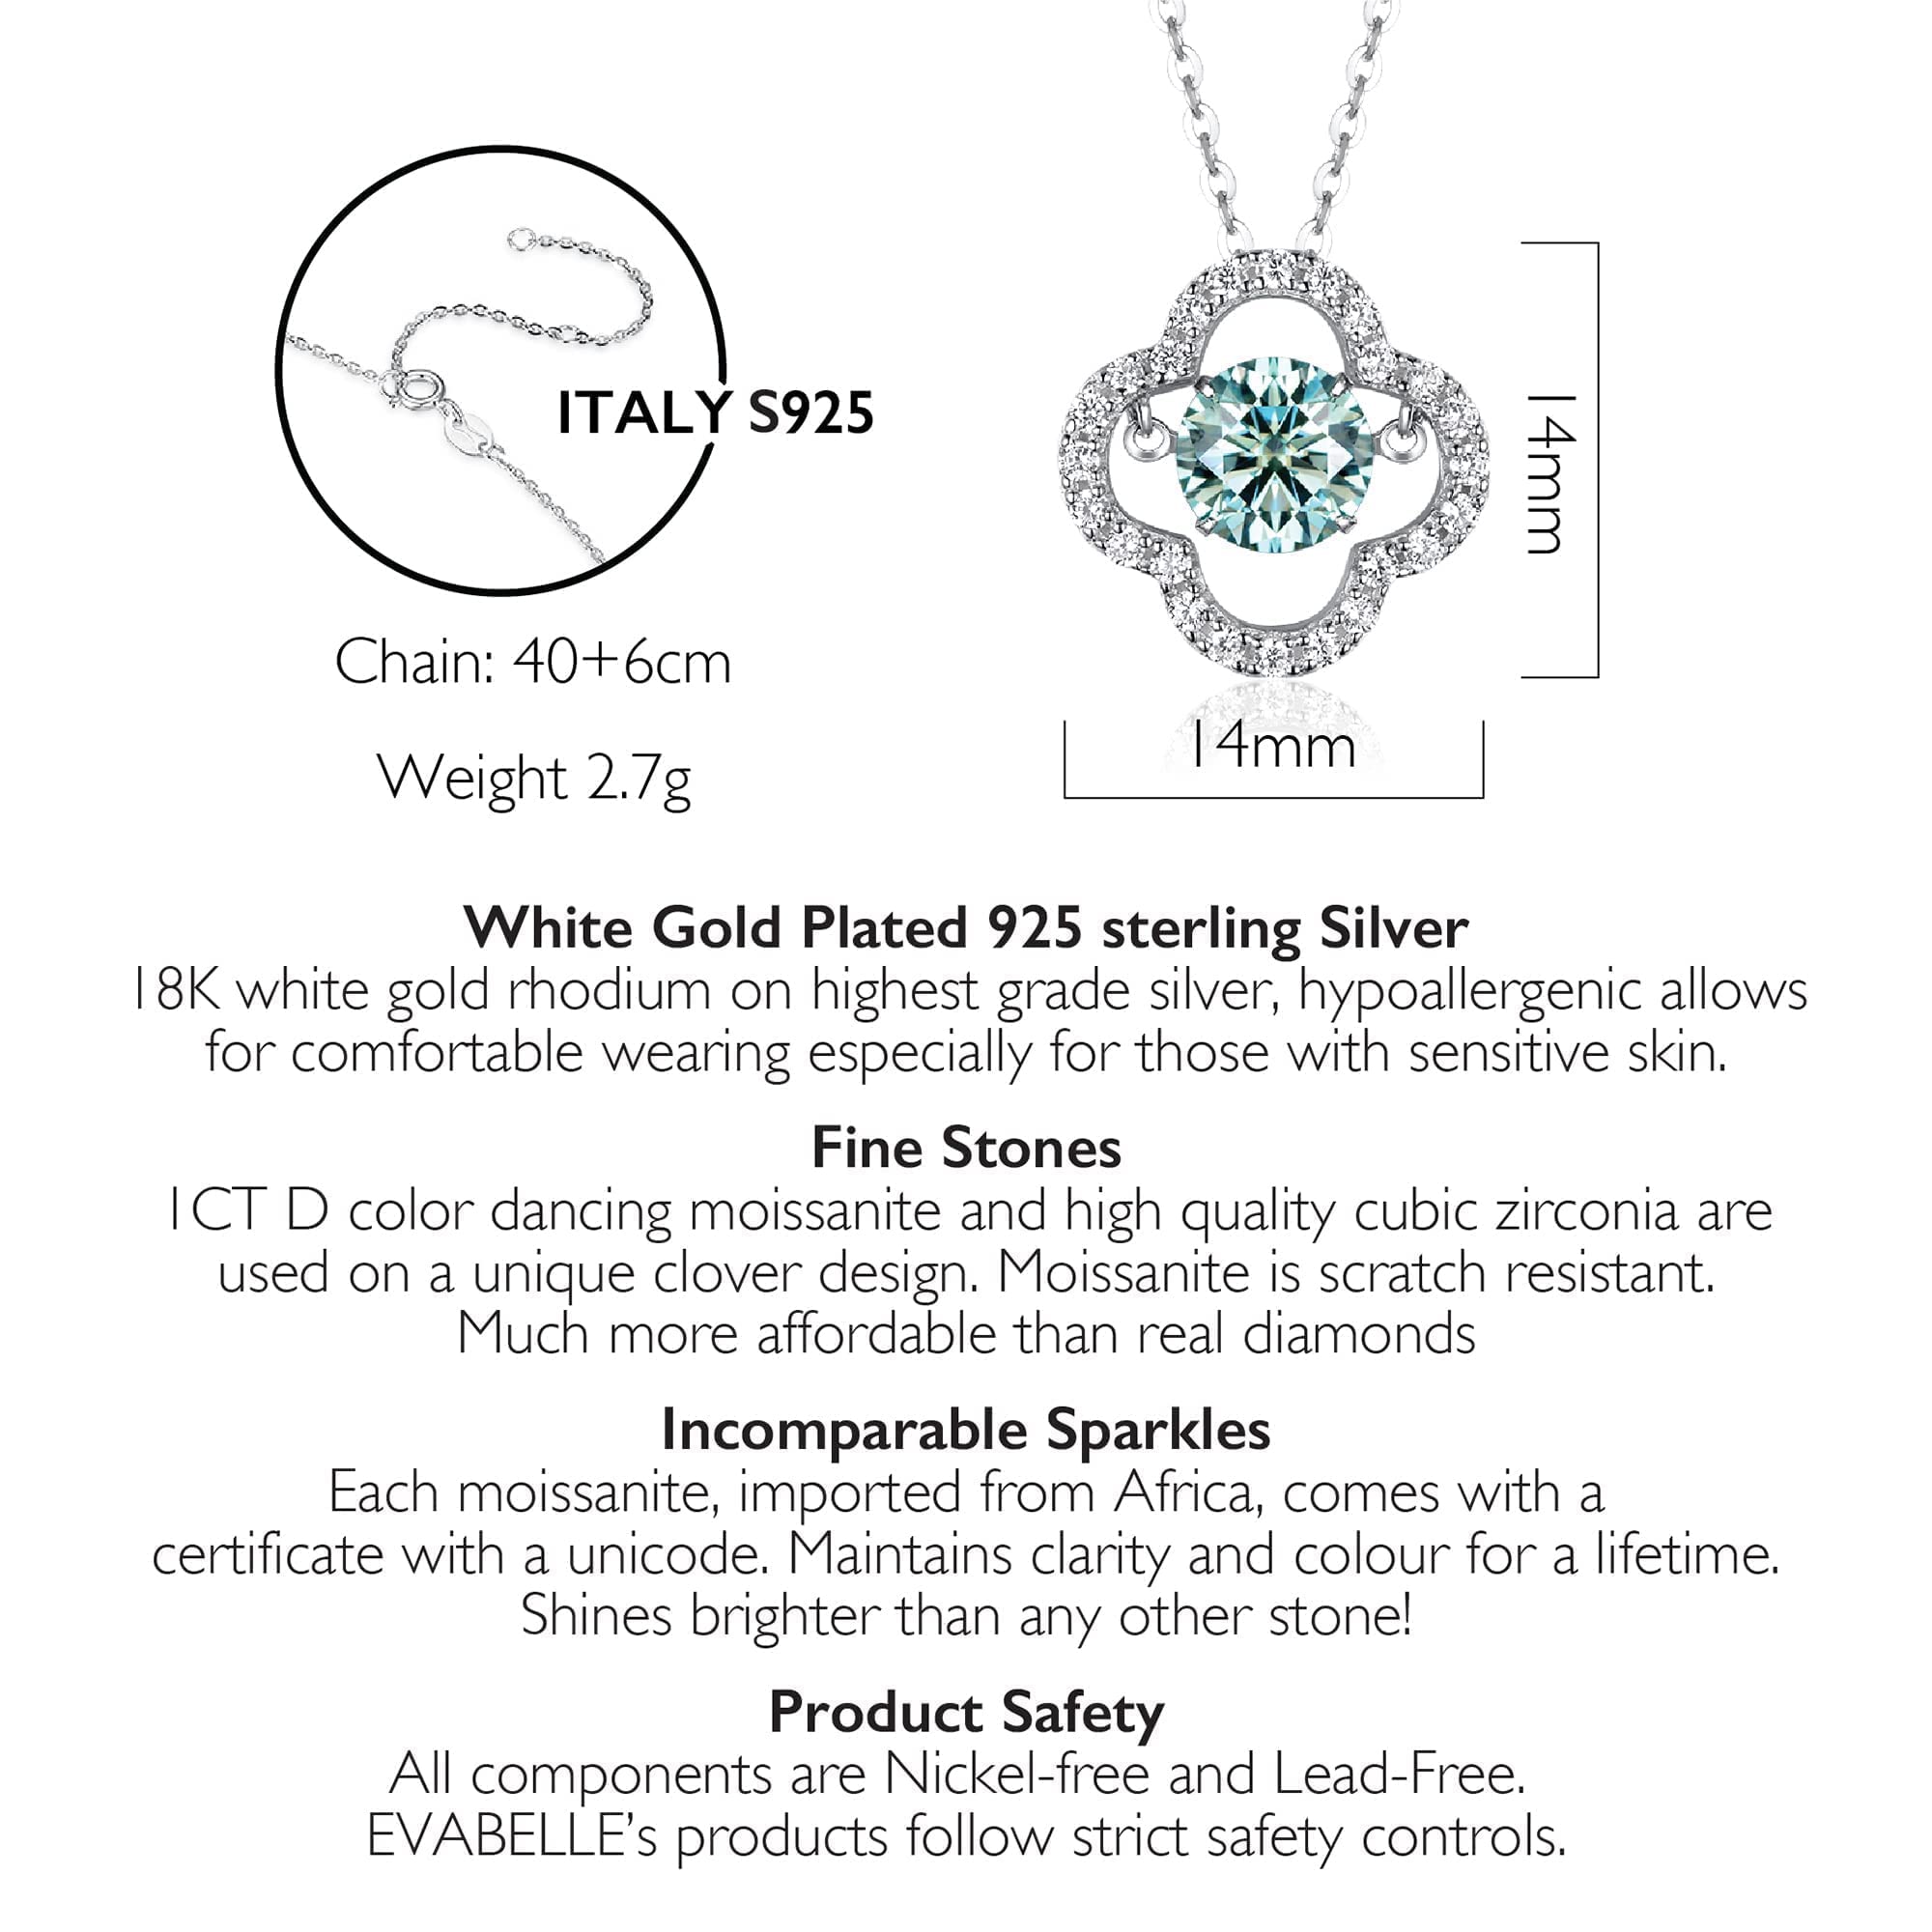 ITALY S925
Chain: 40+6cm
Weight 2.7g
14mm
14mm
White Gold Plated 925 sterling Silver
18K white gold rhodium on highest grade silver, hypoallergenic allows
for comfortable wearing especially for those with sensitive skin.
Fine Stones
1CT D color dancing moissanite and high quality cubic zirconia are
used on a unique clover design. Moissanite is scratch resistant.
Much more affordable than real diamonds
Incomparable Sparkles
Each moissanite, imported from Africa, comes with a
certificate with a unicode. Maintains clarity and colour for a lifetime.
Shines brighter than any other stone!
Product Safety
All components are Nickel-free and Lead-Free.
EVABELLE’s products follow strict safety controls.